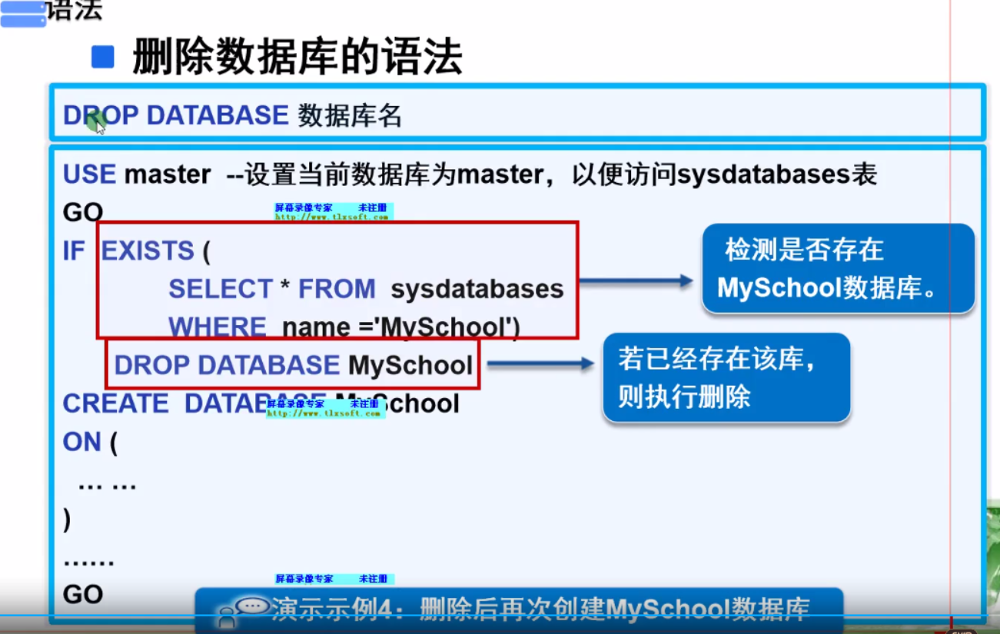 语法
删除数据库的语法
DROP DATABASE 数据库名
USE master --设置当前数据库为master，以便访问sysdatabases表
GO
屏幕录像专家 未注册
http://www.tlxsoft.com
IF EXISTS (
SELECT * FROM sysdatabases
WHERE name ='MySchool')
检测是否存在
MySchool数据库。
DROP DATABASE MySchool
若已经存在该库，
则执行删除
CREATE DATABASE MySchool
屏幕录像专家 未注册
http://www.tlxsoft.com
ON (
… …
)
……
屏幕录像专家 未注册
GO
演示示例4：删除后再次创建MySchool数据库